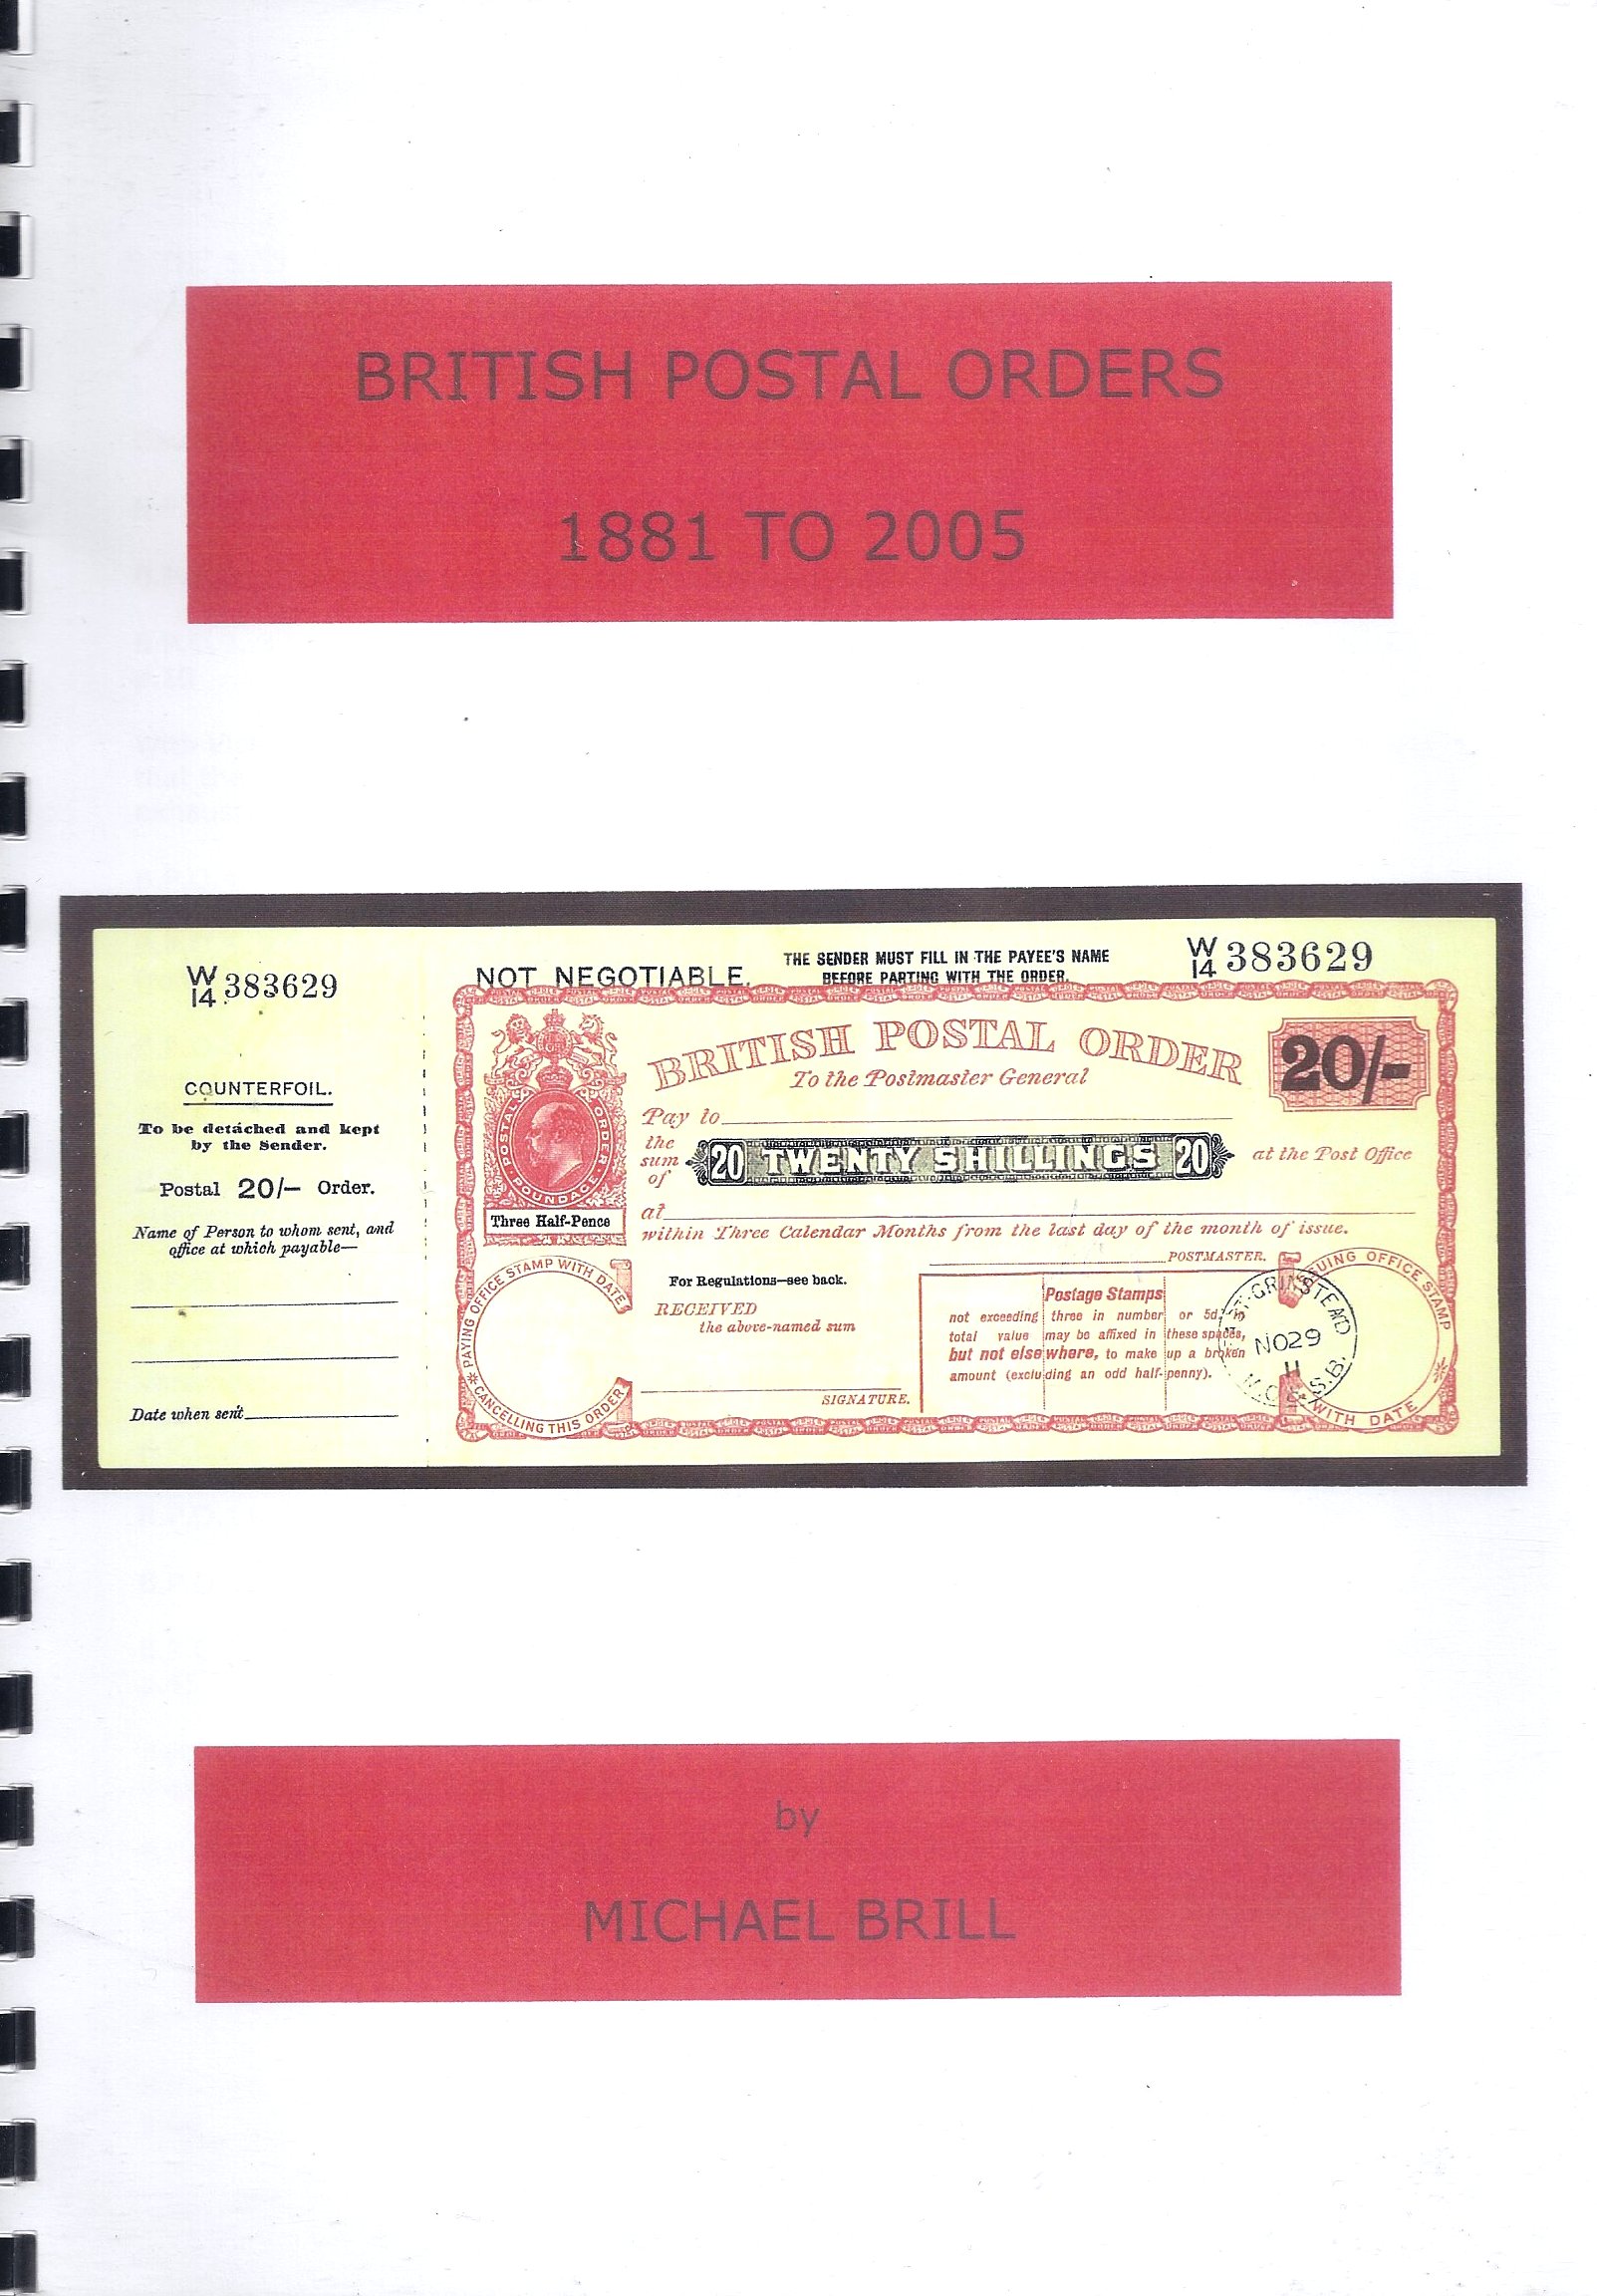 BRITISH POSTAL ORDERS
1881 TO 2005
W
14 383629
COUNTERFOIL.
To be detached and kept
by the Sender.
Postal 20/- Order.
Name of Person to whom sent, and
office at which payable—
Date when sent
NOT NEGOTIABLE.
THE SENDER MUST FILL IN THE PAYEE'S NAME
BEFORE PARTING WITH THE ORDER.
W
14 383629
BRITISH POSTAL ORDER
To the Postmaster General
20/-
POSTAL ORDER
POUNDAGE
Three Half-Pence
Pay to
the
sum
of
20 TWENTY SHILLINGS 20
at the Post Office
at
within Three Calendar Months from the last day of the month of issue.
POSTMASTER.
PAYING OFFICE STAMP WITH DATE
CANCELLING THIS ORDER
For Regulations—see back.
RECEIVED
the above-named sum
SIGNATURE.
Postage Stamps
not exceeding three in number or 5d. in
total value may be affixed in these spaces,
but not elsewhere, to make up a broken
amount (excluding an odd half-penny).
ISSUING OFFICE STAMP
WITH DATE
GRINSTEAD
NO 29
11
S.B.
by
MICHAEL BRILL